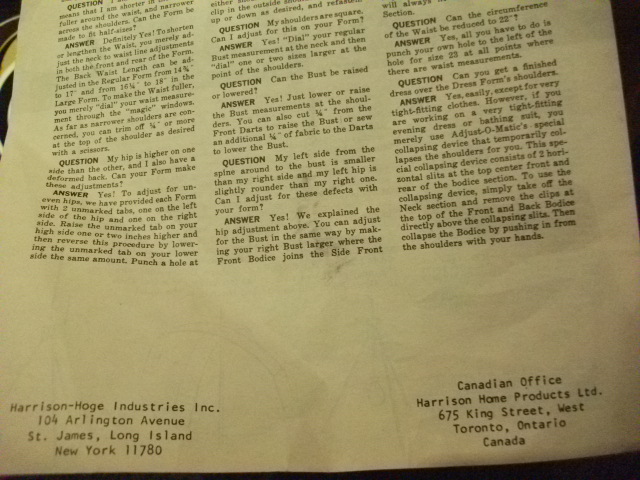 QUESTION
means that I am shorter in
fuller around the waist, and narrower
across the shoulders. Can the Form be
made to fit half-sizes?
ANSWER Definitely Yes! To shorten
or lengthen the Waist, you merely ad-
just the neck to waist line adjustments
in both the front and rear of the Form.
The Back Waist Length can be ad-
justed in the Regular Form from 14¾"
to 17" and from 16¼" to 18" in the
Large Form. To make the Waist fuller,
you merely "dial" your waist measure-
ment through the "magic" windows.
As far as narrower shoulders are con-
cerned, you can trim off ¼" or more
at the top of the shoulder as desired
with a scissors.
QUESTION My hip is higher on one
side than the other, and I also have a
deformed back. Can your Form make
these adjustments?
ANSWER Yes! To adjust for un-
even hips, we have provided each Form
with 2 unmarked tabs, one on the left
side of the hip and one on the right
side. Raise the unmarked tab on your
high side one or two inches higher and
then reverse this procedure by lower-
ing the unmarked tab on your lower
side the same amount. Punch a hole at
either
clip in the outside
up or down as desired, and refasten
QUESTION My shoulders are square.
Can I adjust for this on your Form?
ANSWER Yes! "Dial" your regular
Bust measurement at the neck and then
"dial" one or two sizes larger at the
point of the shoulders.
QUESTION Can the Bust be raised
or lowered?
ANSWER Yes! Just lower or raise
the Bust measurements at the shoul-
ders. You can also cut ¼" from the
Front Darts to raise the Bust or sew
an additional ¼" of fabric to the Darts
to lower the Bust.
QUESTION My left side from the
spine around to the bust is smaller
than my right side and my left hip is
slightly rounder than my right one.
Can I adjust for these defects with
your form?
ANSWER Yes! We explained the
hip adjustment above. You can adjust
for the Bust in the same way by mak-
ing your right Bust larger where the
Front Bodice joins the Side Front
will always
Section.
QUESTION Can the circumference
of the Waist be reduced to 22"?
ANSWER Yes, all you have to do is
punch your own hole to the left of the
hole for size 23 at all points where
there are waist measurements.
QUESTION Can you get a finished
dress over the Dress Form's shoulders.
ANSWER Yes, easily, except for very
tight-fitting clothes. However, if you
are working on a very tight-fitting
evening dress or bathing suit, you
merely use Adjust-O-Matic's special
collapsing device that temporarily col-
lapses the shoulders for you. This spe-
cial collapsing device consists of 2 hori-
zontal slits at the top center front and
rear of the bodice section. To use the
collapsing device, simply take off the
Neck section and remove the clips at
the top of the Front and Back Bodice
directly above the collapsing slits. Then
collapse the Bodice by pushing in from
the shoulders with your hands.
Harrison-Hoge Industries Inc.
104 Arlington Avenue
St. James, Long Island
New York 11780
Canadian Office
Harrison Home Products Ltd.
675 King Street, West
Toronto, Ontario
Canada